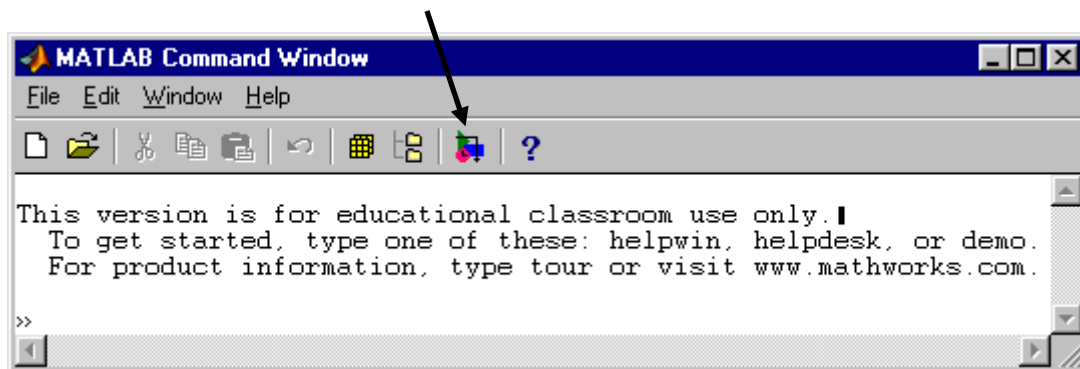 MATLAB Command Window
File Edit Window Help
?
This version is for educational classroom use only.
To get started, type one of these: helpwin, helpdesk, or demo.
For product information, type tour or visit www.mathworks.com.
>>